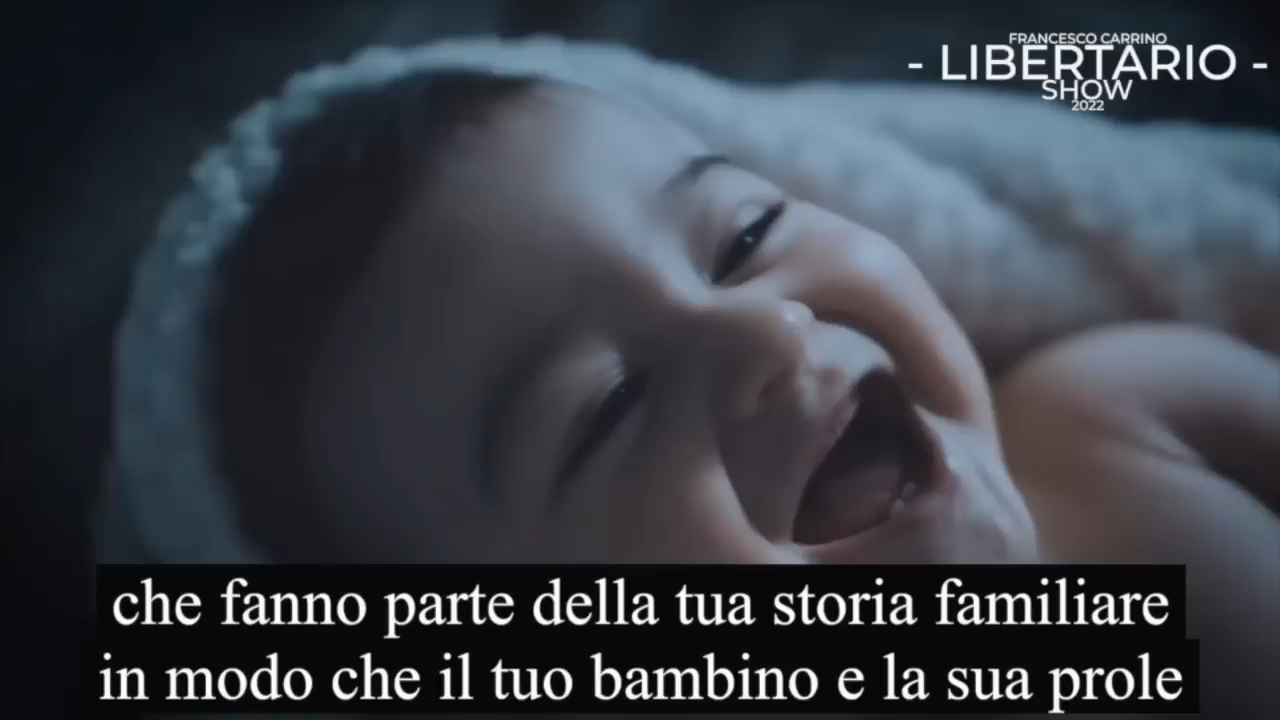 FRANCESCO CARRINO
- LIBERTARIO -
SHOW
2022
che fanno parte della tua storia familiare
in modo che il tuo bambino e la sua prole